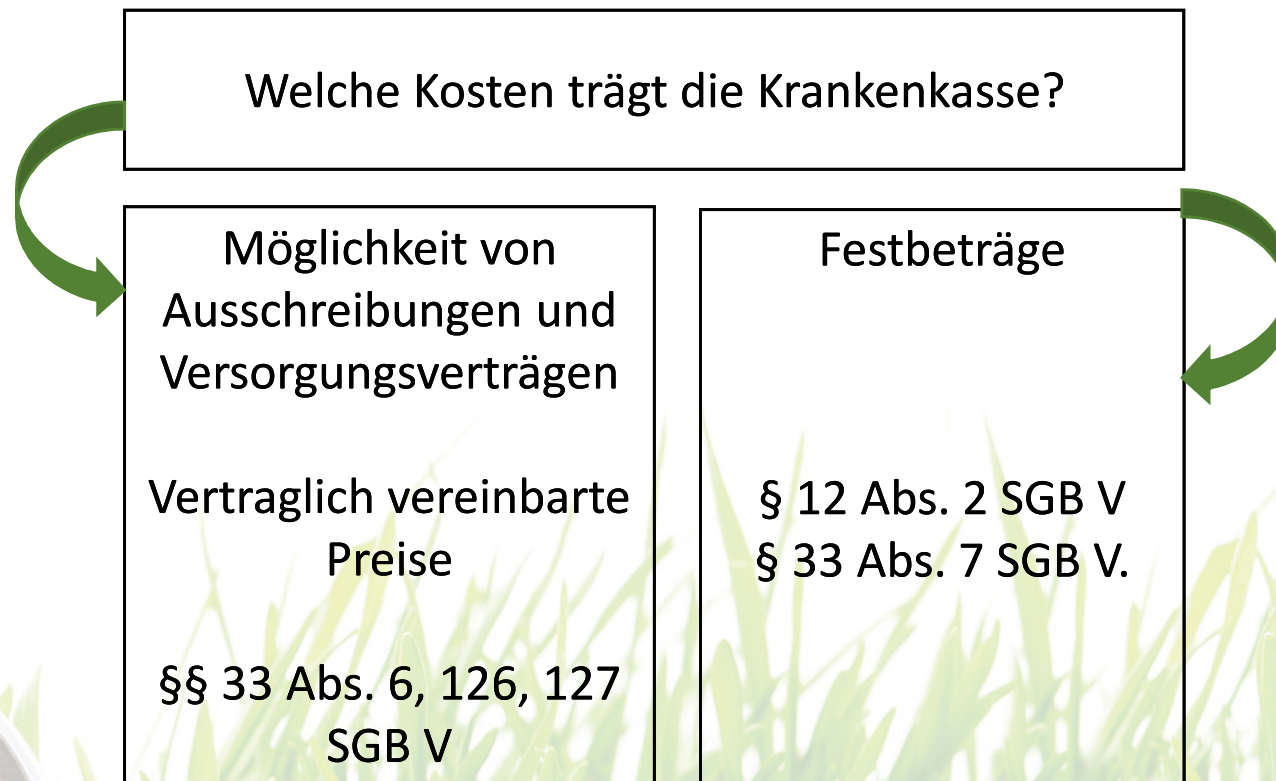 Welche Kosten trägt die Krankenkasse?
Möglichkeit von
Ausschreibungen und
Versorgungsverträgen
Vertraglich vereinbarte
Preise
§§ 33 Abs. 6, 126, 127
SGB V
Festbeträge
§ 12 Abs. 2 SGB V
§ 33 Abs. 7 SGB V.